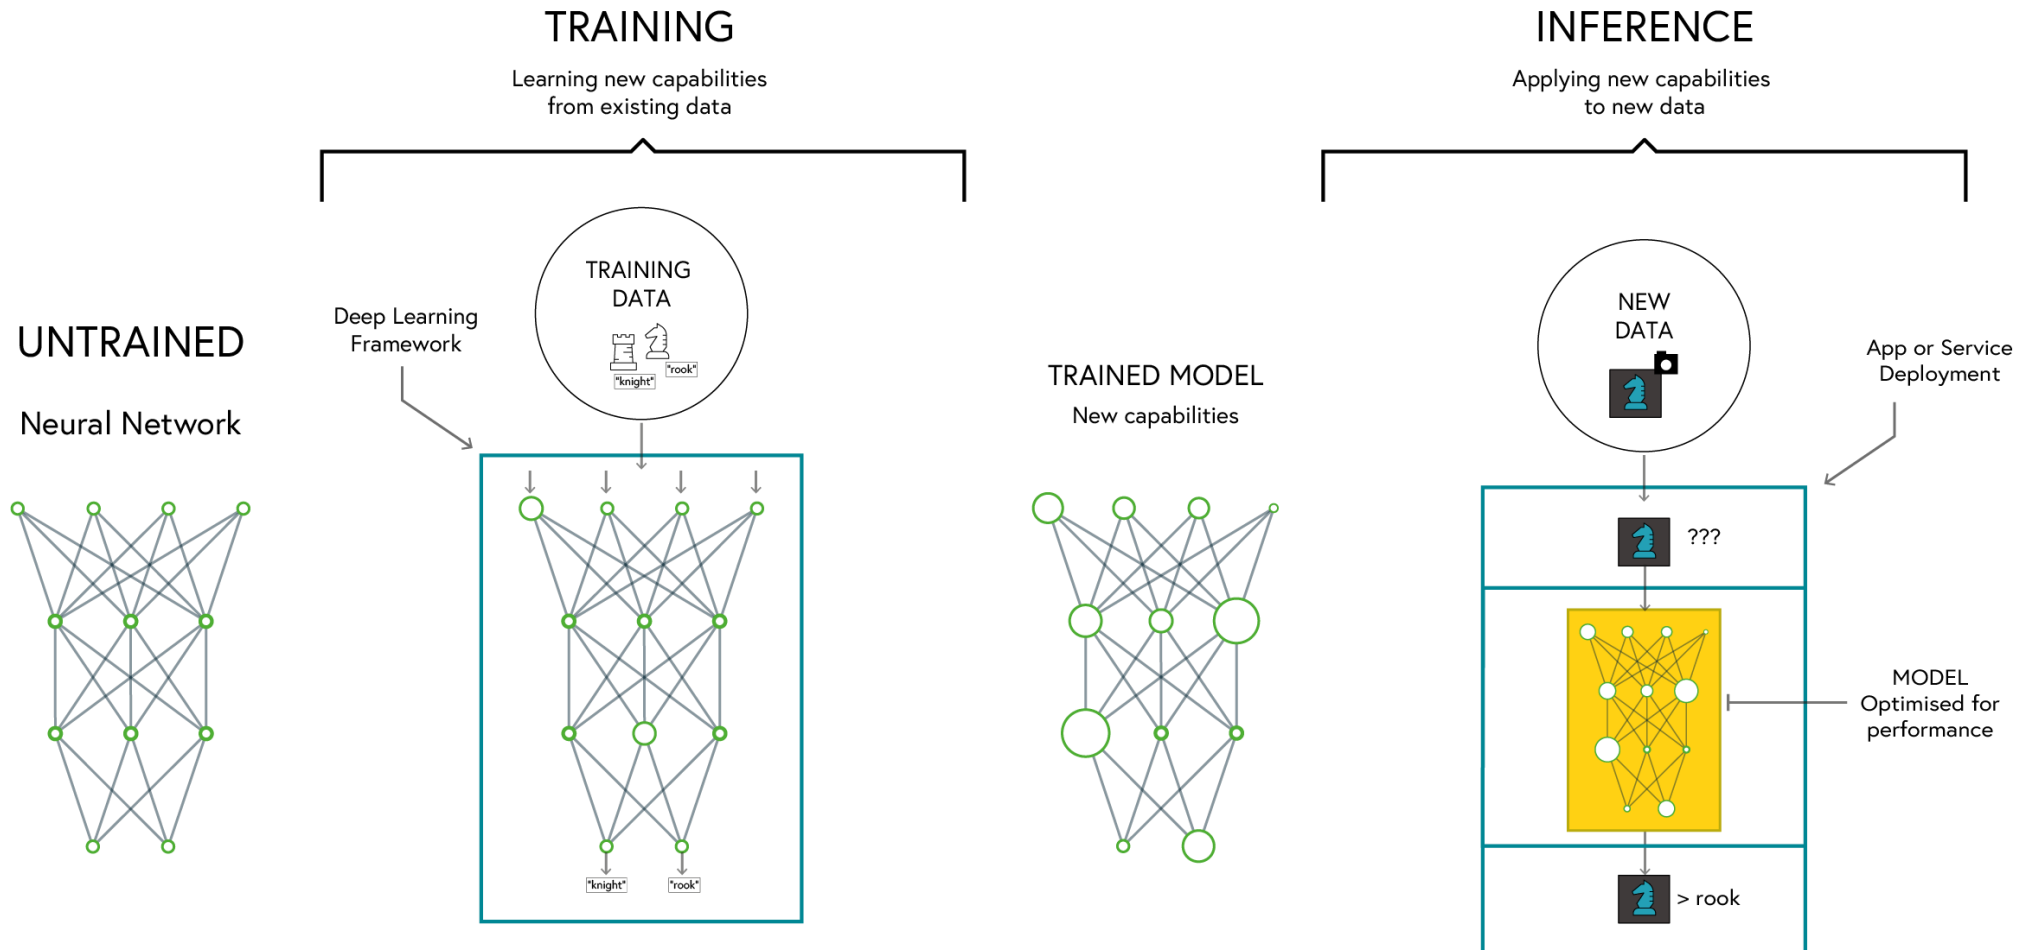 TRAINING
Learning new capabilities
from existing data
INFERENCE
Applying new capabilities
to new data
UNTRAINED
Neural Network
Deep Learning
Framework
TRAINING
DATA
"rook"
"knight"
"knight"
"rook"
TRAINED MODEL
New capabilities
NEW
DATA
App or Service
Deployment
???
MODEL
Optimised for
performance
> rook